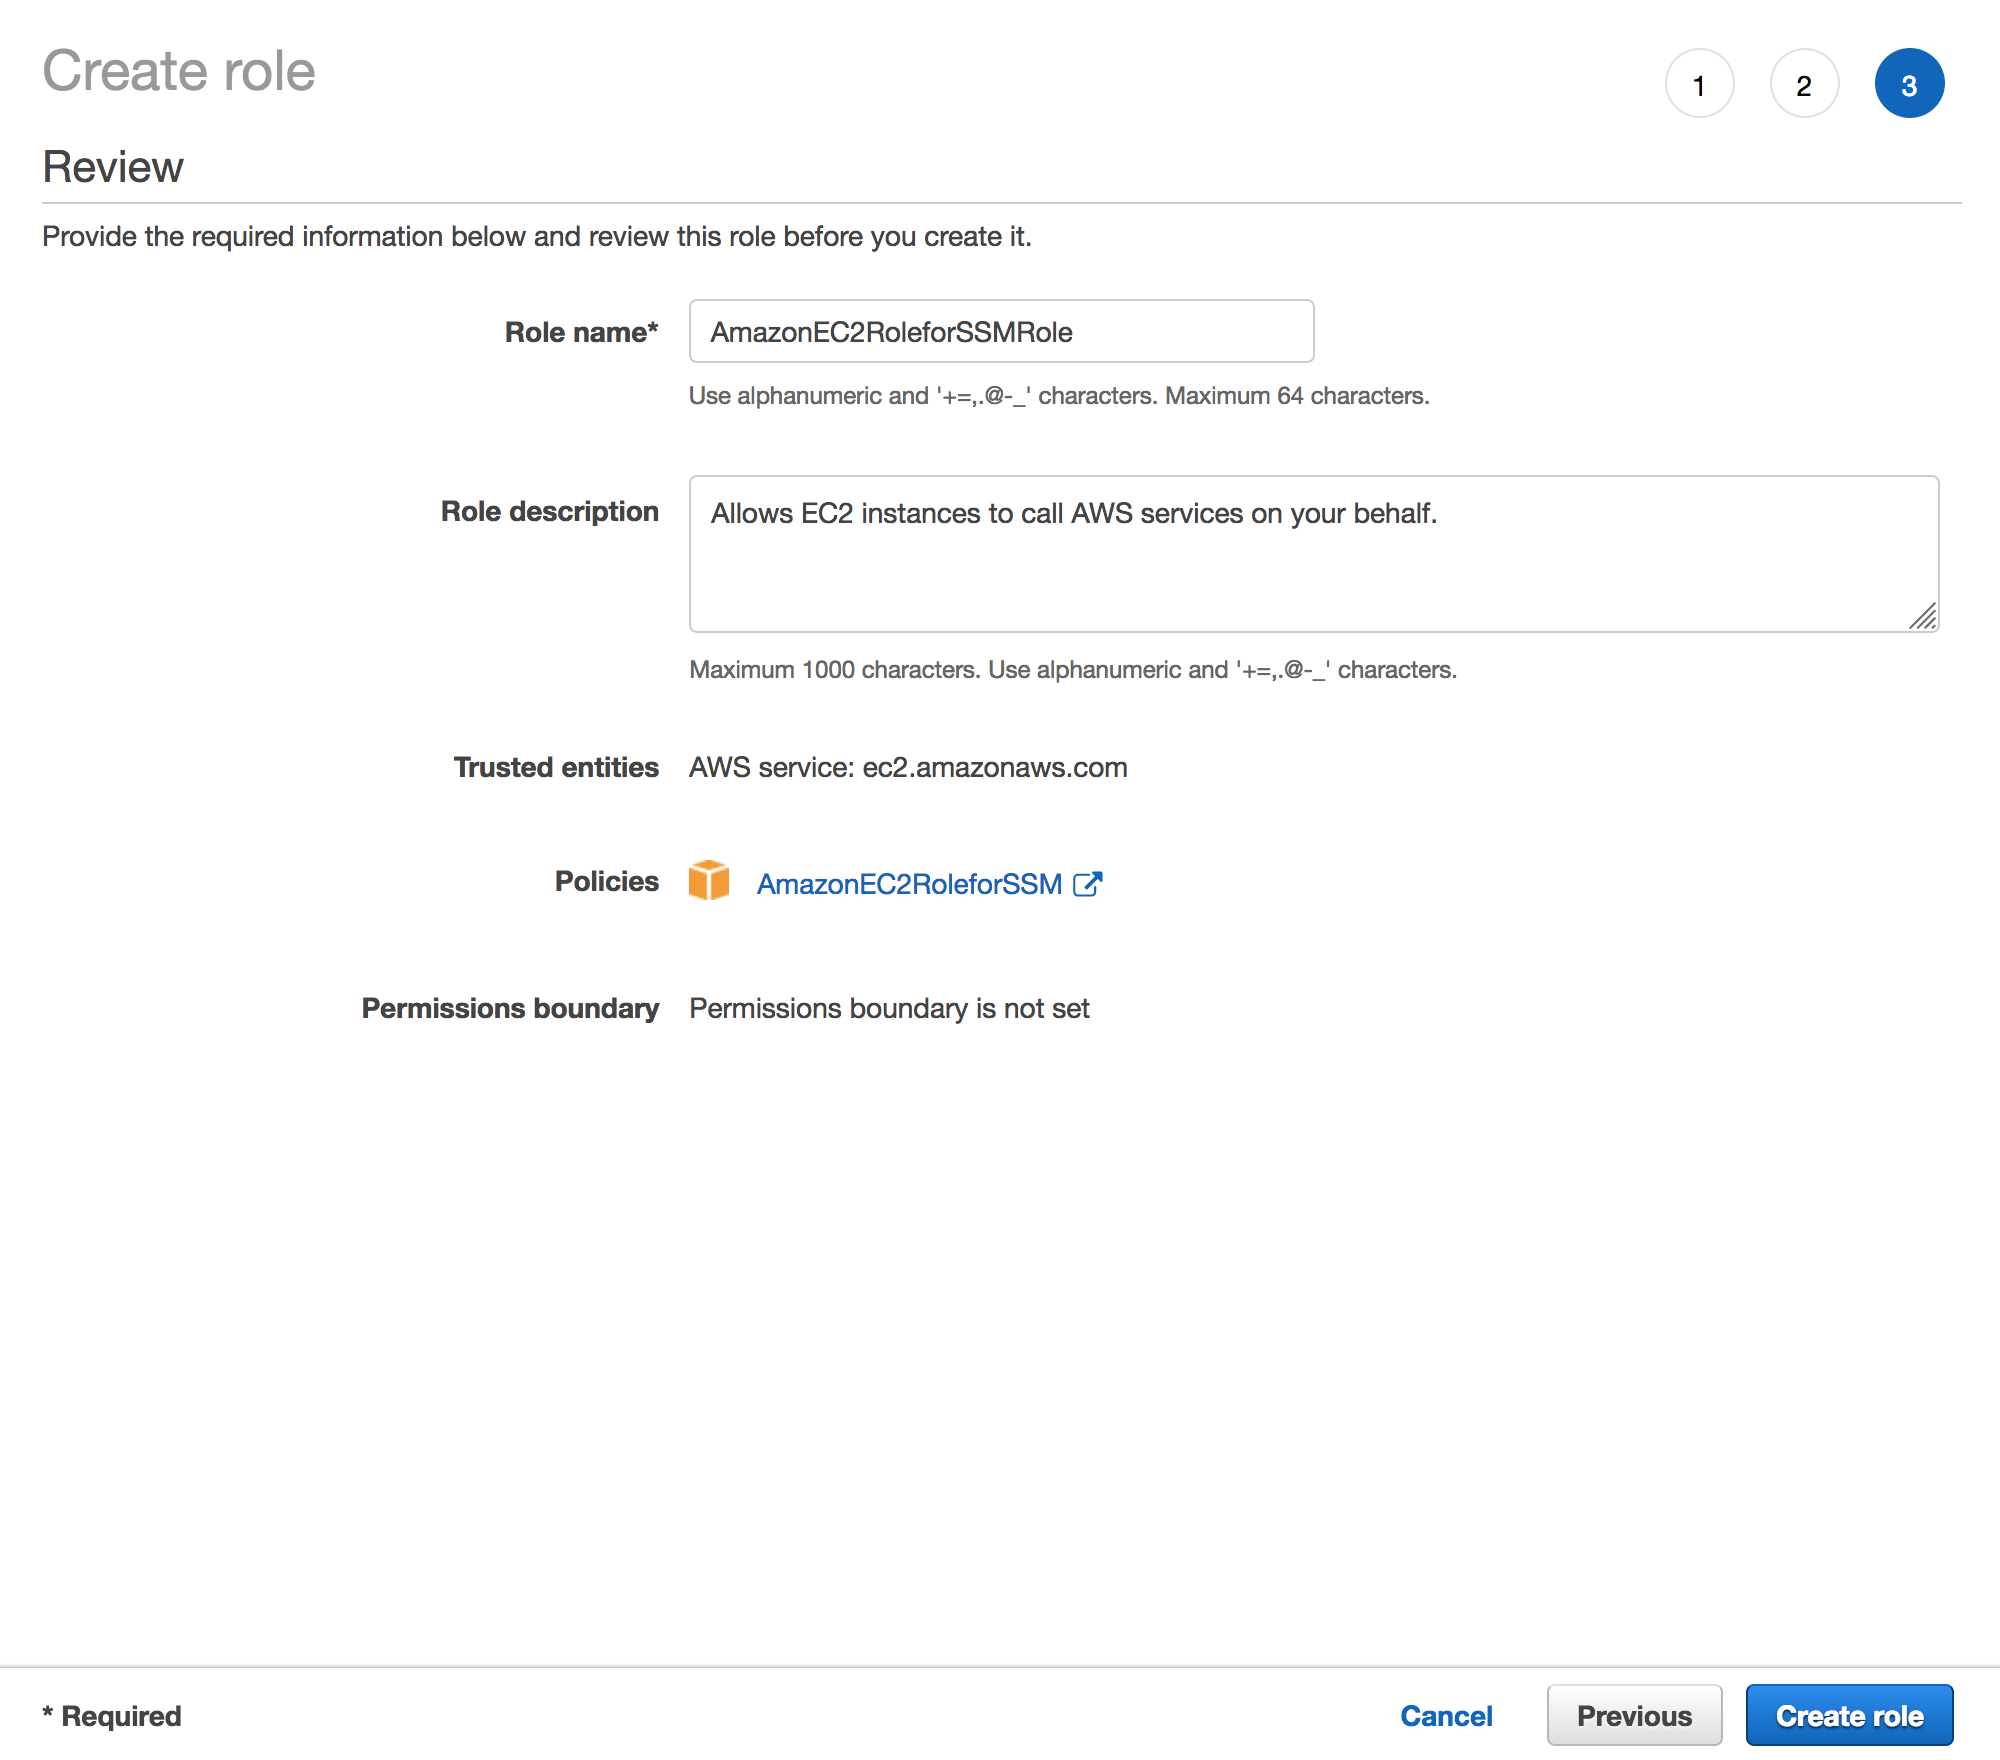 Create role
1 2 3
Review
Provide the required information below and review this role before you create it.
Role name* AmazonEC2RoleforSSMRole
Use alphanumeric and '+=,.@-_' characters. Maximum 64 characters.
Role description Allows EC2 instances to call AWS services on your behalf.
Maximum 1000 characters. Use alphanumeric and '+=,.@-_' characters.
Trusted entities AWS service: ec2.amazonaws.com
Policies AmazonEC2RoleforSSM
Permissions boundary Permissions boundary is not set
* Required Cancel Previous Create role